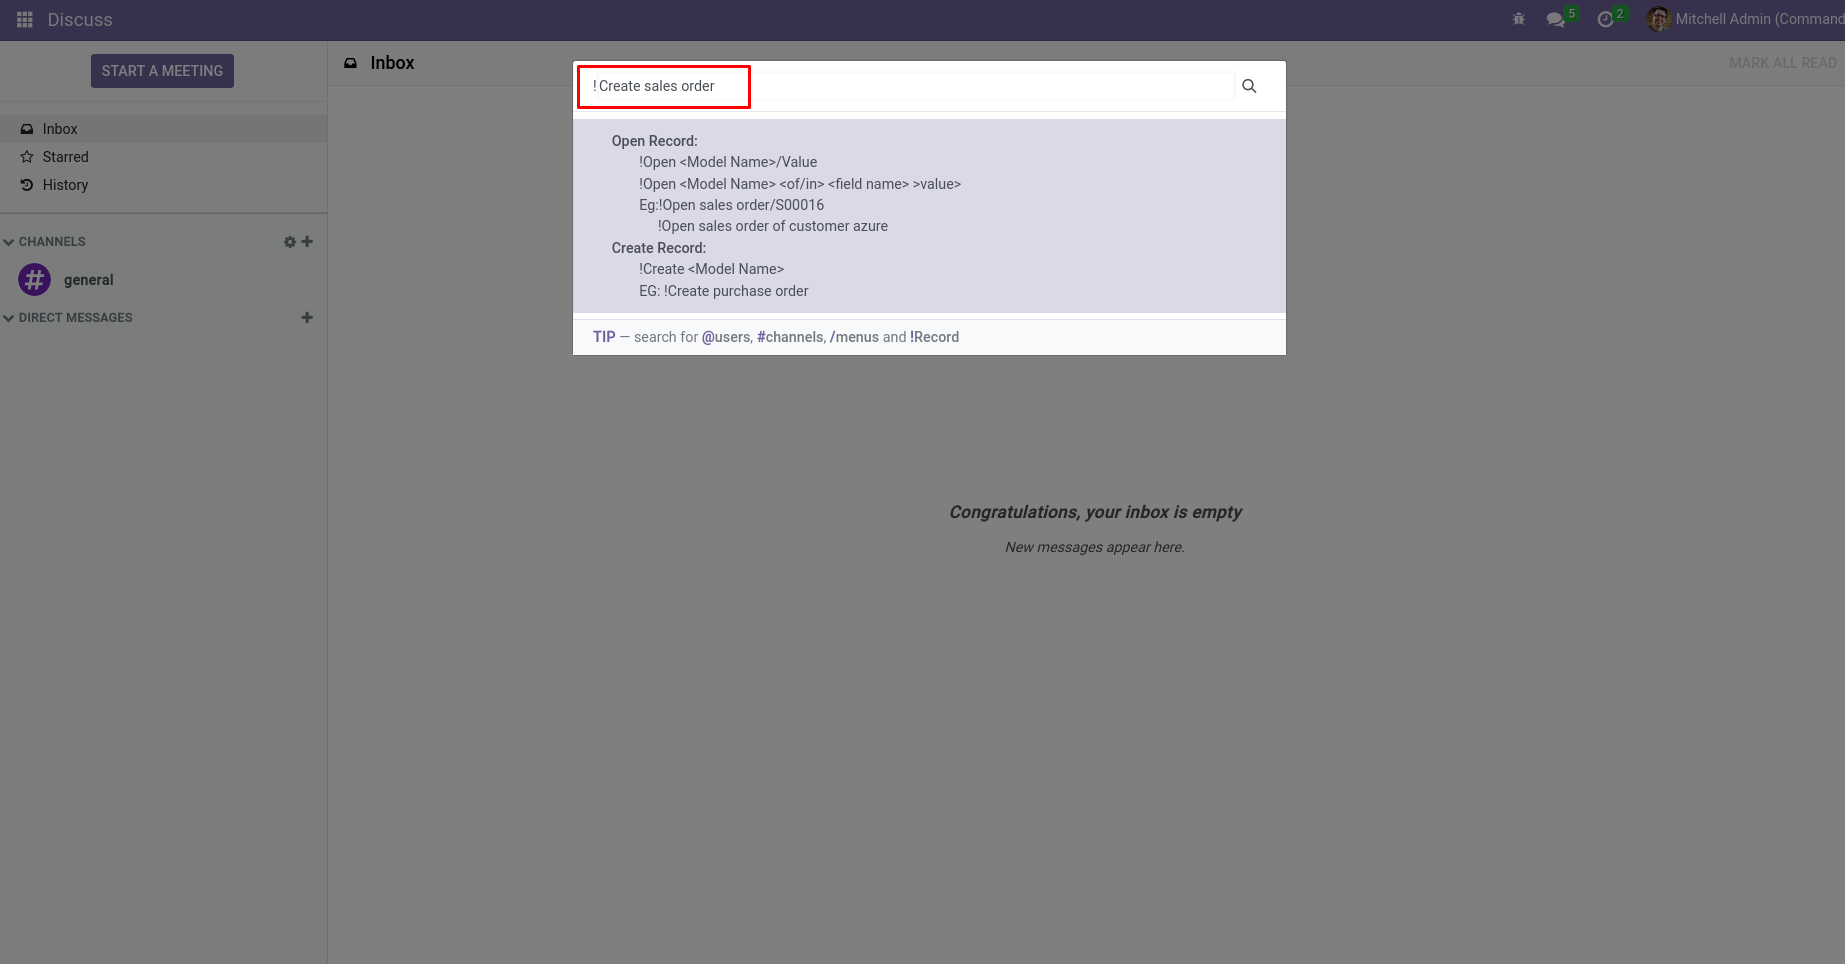 Discuss
5
2
Mitchell Admin (Command
START A MEETING
Inbox
MARK ALL READ
! Create sales order
Inbox
Starred
History
Open Record:
!Open <Model Name>/Value
!Open <Model Name> <of/in> <field name> >value>
Eg:!Open sales order/S00016
!Open sales order of customer azure
Create Record:
!Create <Model Name>
EG: !Create purchase order
CHANNELS
# general
DIRECT MESSAGES
TIP — search for @users, #channels, /menus and !Record
Congratulations, your inbox is empty
New messages appear here.